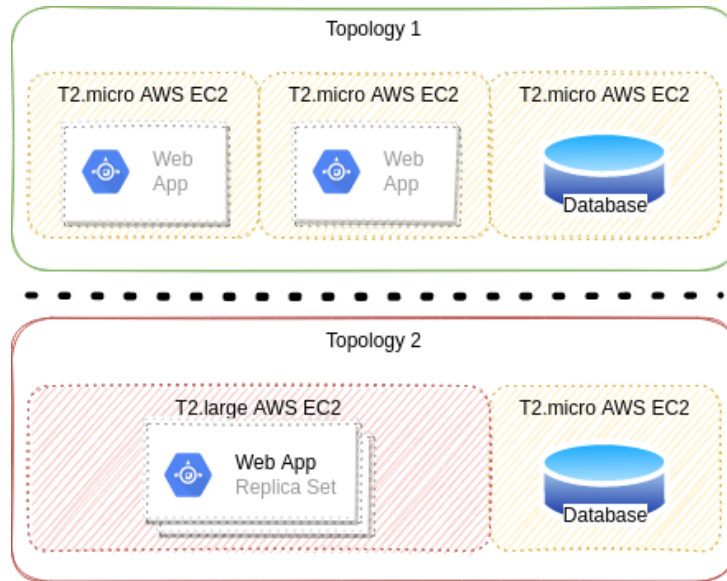 Topology 1
T2.micro AWS EC2
T2.micro AWS EC2
T2.micro AWS EC2
Web
App
Web
App
Database
Topology 2
T2.large AWS EC2
T2.micro AWS EC2
Web App
Replica Set
Database